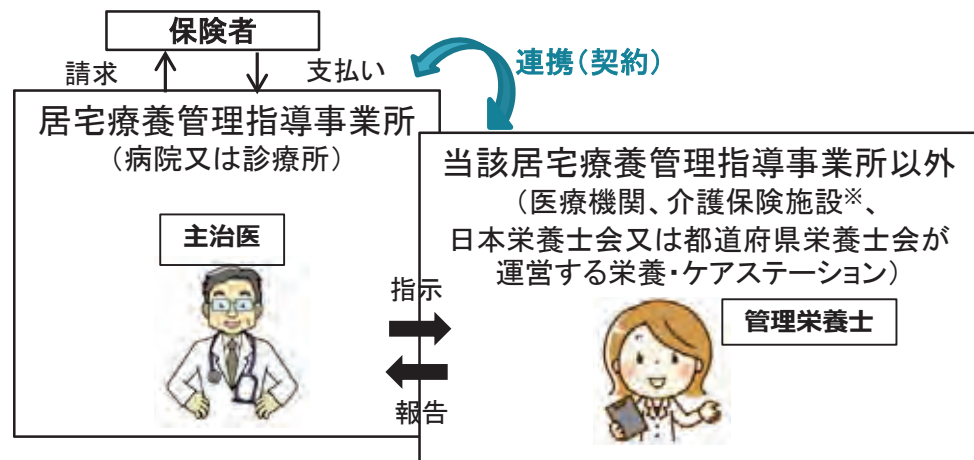 保険者
請求
支払い
連携（契約）
居宅療養管理指導事業所
（病院又は診療所）
主治医
指示
報告
当該居宅療養管理指導事業所以外
（医療機関、介護保険施設※、
日本栄養士会又は都道府県栄養士会が
運営する栄養・ケアステーション）
管理栄養士